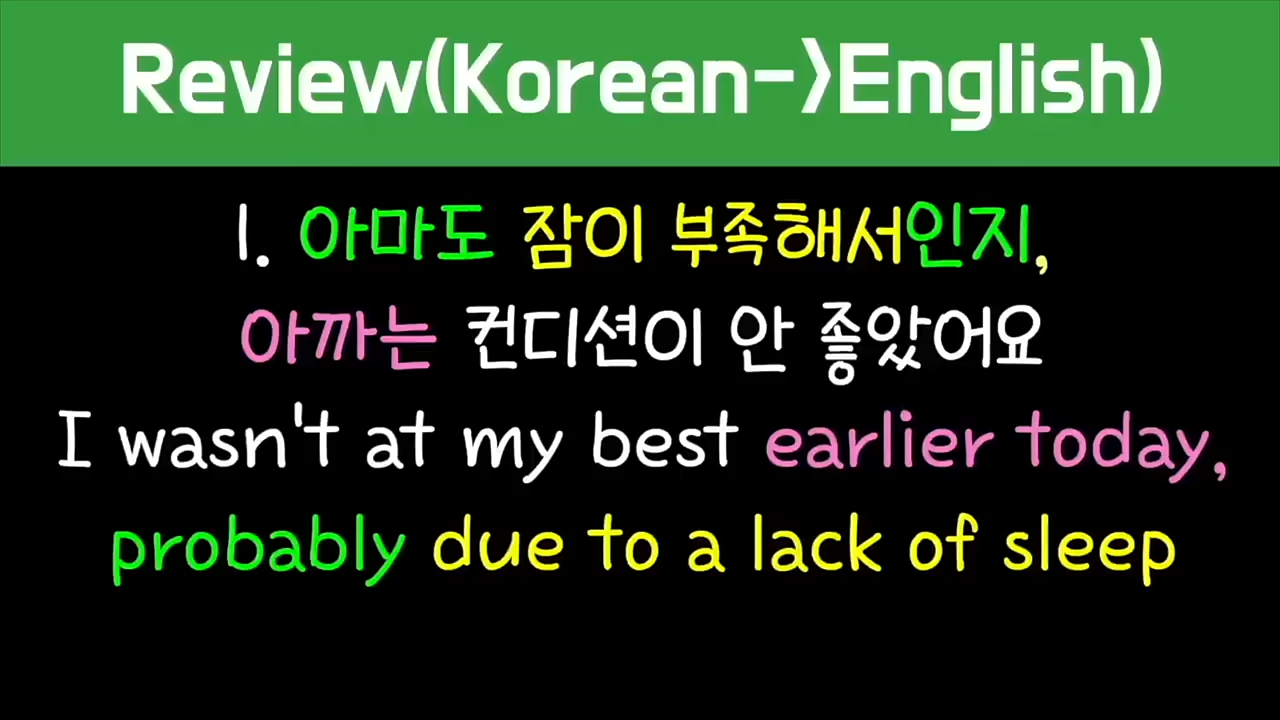 Review(Korean->English)
1. 아마도 잠이 부족해서인지,
아까는 컨디션이 안 좋았어요
I wasn't at my best earlier today,
probably due to a lack of sleep